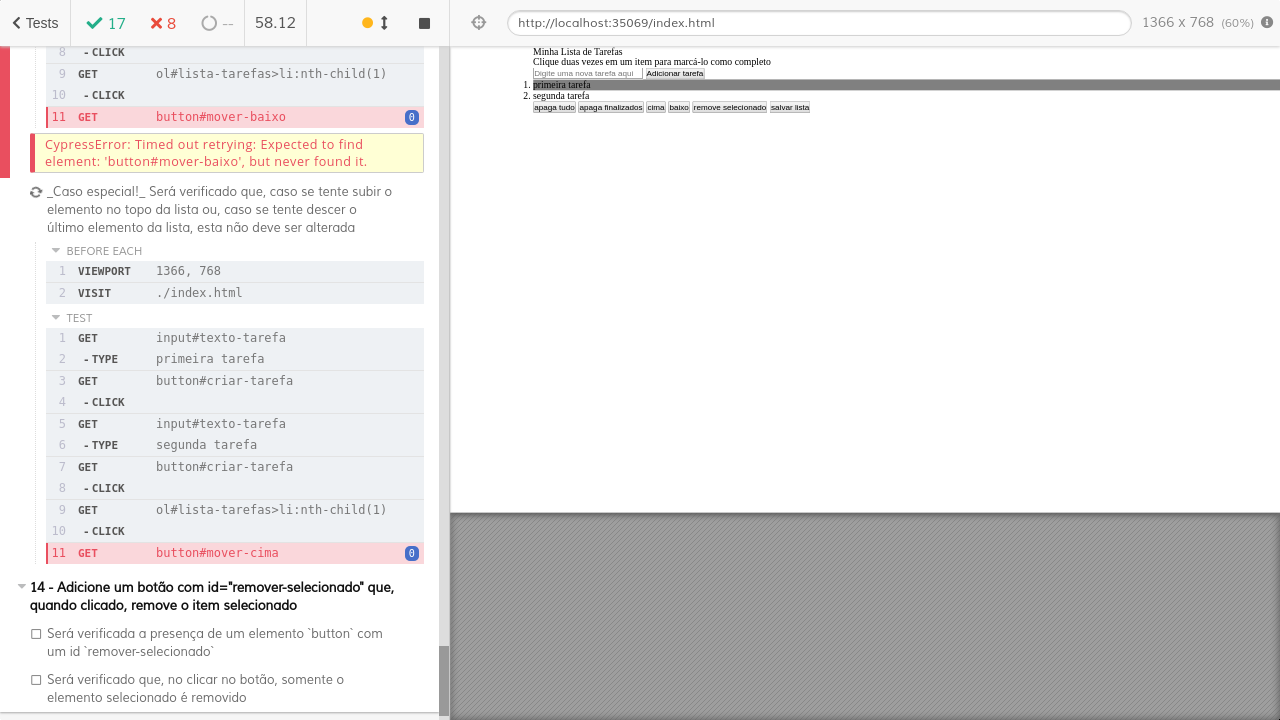 Tests 17 8 -- 58.12
8 -CLICK
9 GET ol#lista-tarefas>li:nth-child(1)
10 -CLICK
11 GET button#mover-baixo 0
CypressError: Timed out retrying: Expected to find
element: 'button#mover-baixo', but never found it.
_Caso especial!_ Será verificado que, caso se tente subir o
elemento no topo da lista ou, caso se tente descer o
último elemento da lista, esta não deve ser alterada
BEFORE EACH
1 VIEWPORT 1366, 768
2 VISIT ./index.html
TEST
1 GET input#texto-tarefa
2 -TYPE primeira tarefa
3 GET button#criar-tarefa
4 -CLICK
5 GET input#texto-tarefa
6 -TYPE segunda tarefa
7 GET button#criar-tarefa
8 -CLICK
9 GET ol#lista-tarefas>li:nth-child(1)
10 -CLICK
11 GET button#mover-cima 0
14 - Adicione um botão com id="remover-selecionado" que,
quando clicado, remove o item selecionado
Será verificada a presença de um elemento `button` com
um id `remover-selecionado`
Será verificado que, no clicar no botão, somente o
elemento selecionado é removido
http://localhost:35069/index.html 1366 x 768 (60%)
Minha Lista de Tarefas
Clique duas vezes em um item para marcá-lo como completo
Digite uma nova tarefa aqui Adicionar tarefa
1. primeira tarefa
2. segunda tarefa
apaga tudo apaga finalizados cima baixo remove selecionado salvar lista